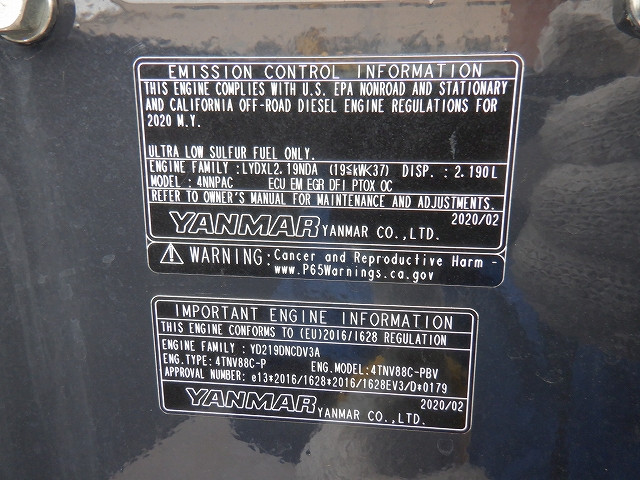 EMISSION CONTROL INFORMATION
THIS ENGINE COMPLIES WITH U.S. EPA NONROAD AND STATIONARY
AND CALIFORNIA OFF-ROAD DIESEL ENGINE REGULATIONS FOR
2020 M.Y.
ULTRA LOW SULFUR FUEL ONLY.
ENGINE FAMILY : LYDXL2.19NDA (19≦kW<37) DISP. : 2.190L
MODEL : 4NNPAC ECU EM EGR DFI PTOX OC
REFER TO OWNER'S MANUAL FOR MAINTENANCE AND ADJUSTMENTS.
2020/02
YANMAR YANMAR CO.,LTD.
WARNING: Cancer and Reproductive Harm -
www.P65Warnings.ca.gov
IMPORTANT ENGINE INFORMATION
THIS ENGINE CONFORMS TO (EU)2016/1628 REGULATION
ENGINE FAMILY : YD219DNCDV3A
ENG.TYPE: 4TNV88C-P ENG.MODEL: 4TNV88C-PBV
APPROVAL NUMBER: e13*2016/1628*2016/1628EV3/D*0179
2020/02
YANMAR YANMAR CO.,LTD.